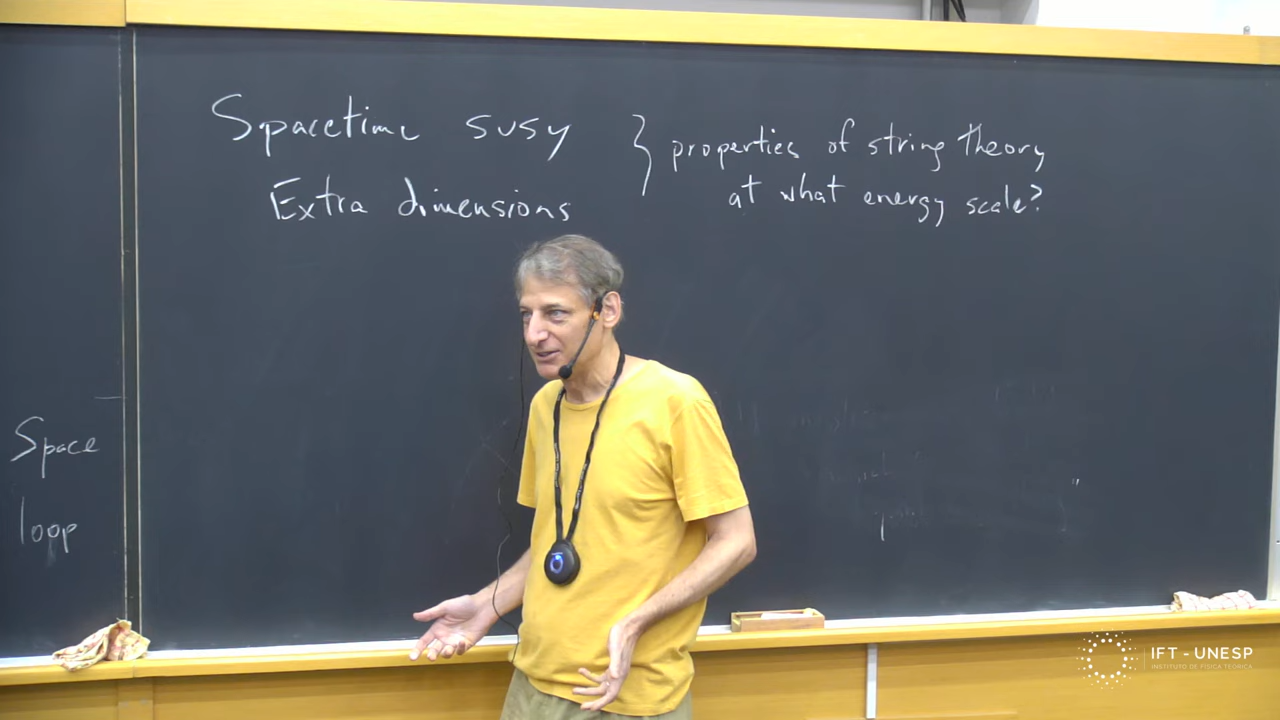 Spacetime susy } properties of string theory
Extra dimensions at what energy scale?
Space
loop
IFT - UNESP
INSTITUTO DE FÍSICA TEÓRICA